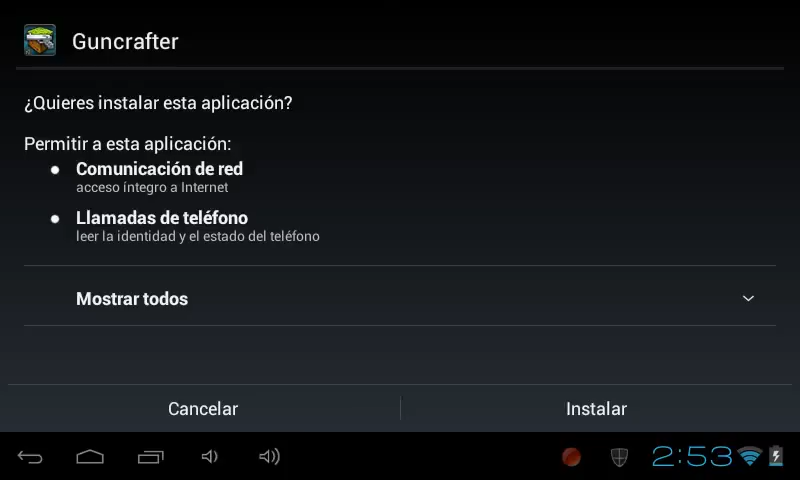 Guncrafter
¿Quieres instalar esta aplicación?
Permitir a esta aplicación:
Comunicación de red
acceso íntegro a Internet
Llamadas de teléfono
leer la identidad y el estado del teléfono
Mostrar todos
Cancelar
Instalar
2:53